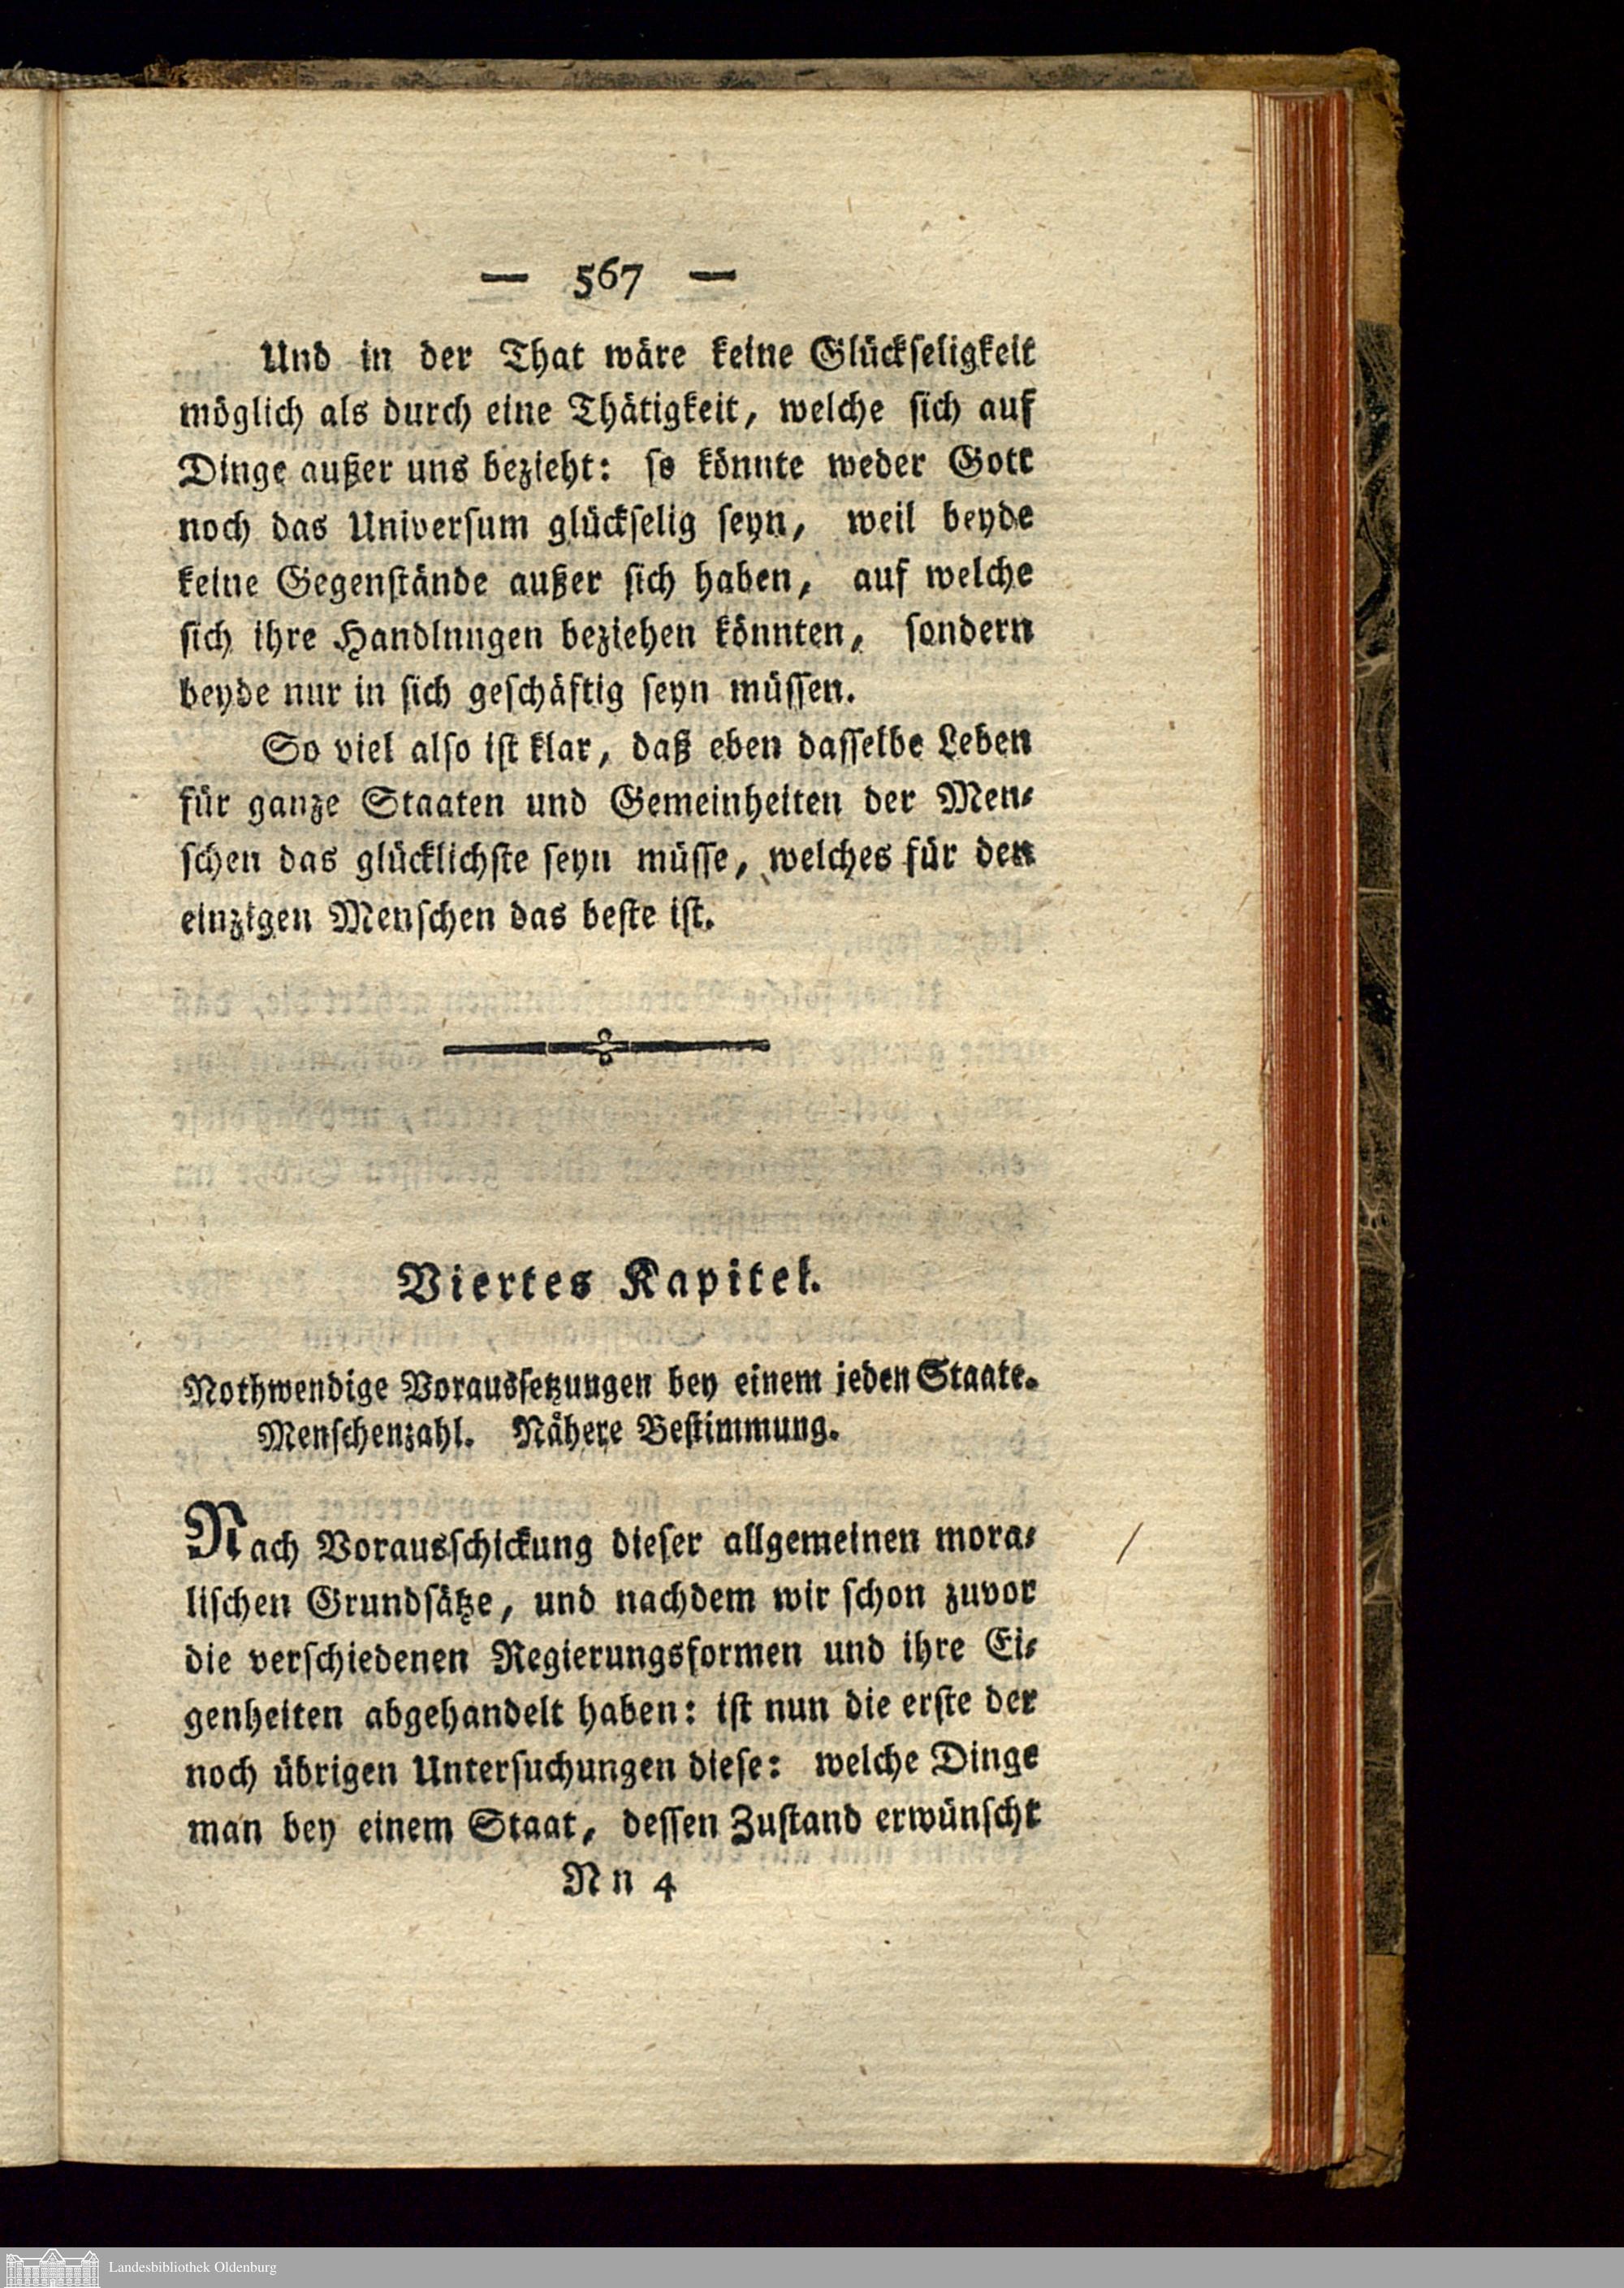 — 567 —
Und in der That wäre keine Glückseligkeit
möglich als durch eine Thätigkeit, welche sich auf
Dinge außer uns bezieht: so könnte weder Gott
noch das Universum glückselig seyn, weil beyde
keine Gegenstände außer sich haben, auf welche
sich ihre Handlnngen beziehen könnten, sondern
beyde nur in sich geschäftig seyn müssen.
So viel also ist klar, daß eben dasselbe Leben
für ganze Staaten und Gemeinheiten der Men-
schen das glücklichste seyn müsse, welches für den
einzigen Menschen das beste ist.
Viertes Kapitel.
Nothwendige Voraussetzungen bey einem jeden Staate.
Menschenzahl. Nähere Bestimmung.
Nach Vorausschickung dieser allgemeinen mora-
lischen Grundsätze, und nachdem wir schon zuvor
die verschiedenen Regierungsformen und ihre Ei-
genheiten abgehandelt haben: ist nun die erste der
noch übrigen Untersuchungen diese: welche Dinge
man bey einem Staat, dessen Zustand erwünscht
Nn 4
Landesbibliothek Oldenburg